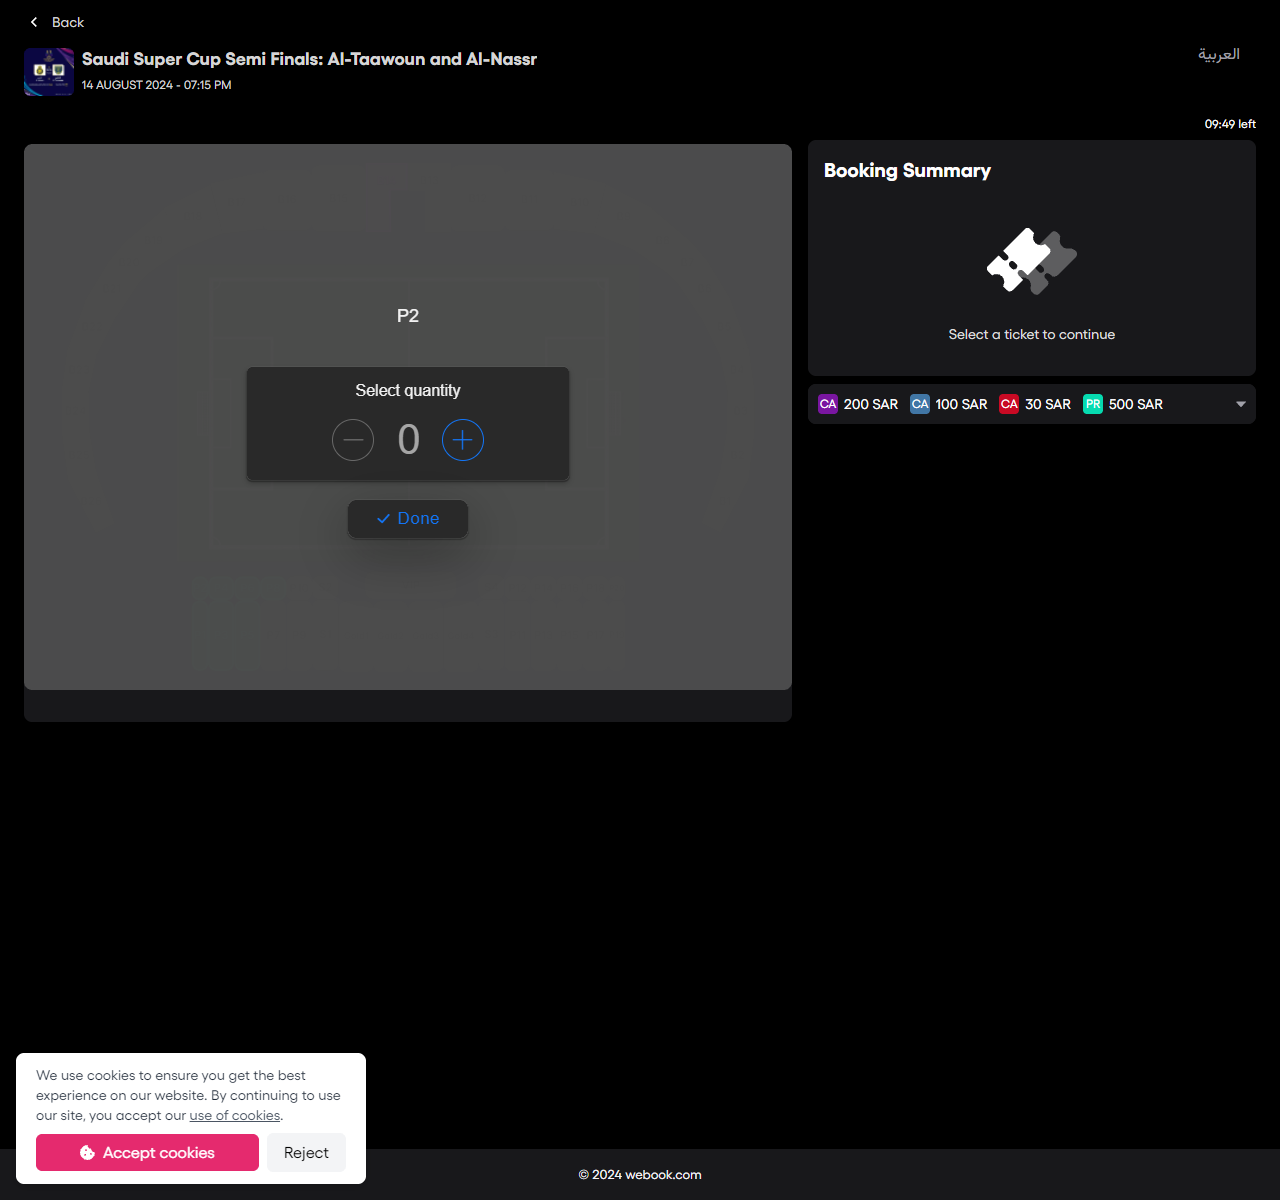 Back
Saudi Super Cup Semi Finals: Al-Taawoun and Al-Nassr
14 AUGUST 2024 - 07:15 PM
العربية
09:49 left
P2
Select quantity
0
Done
Booking Summary
Select a ticket to continue
CA 200 SAR CA 100 SAR CA 30 SAR PR 500 SAR
We use cookies to ensure you get the best
experience on our website. By continuing to use
our site, you accept our use of cookies.
Accept cookies
Reject
© 2024 webook.com